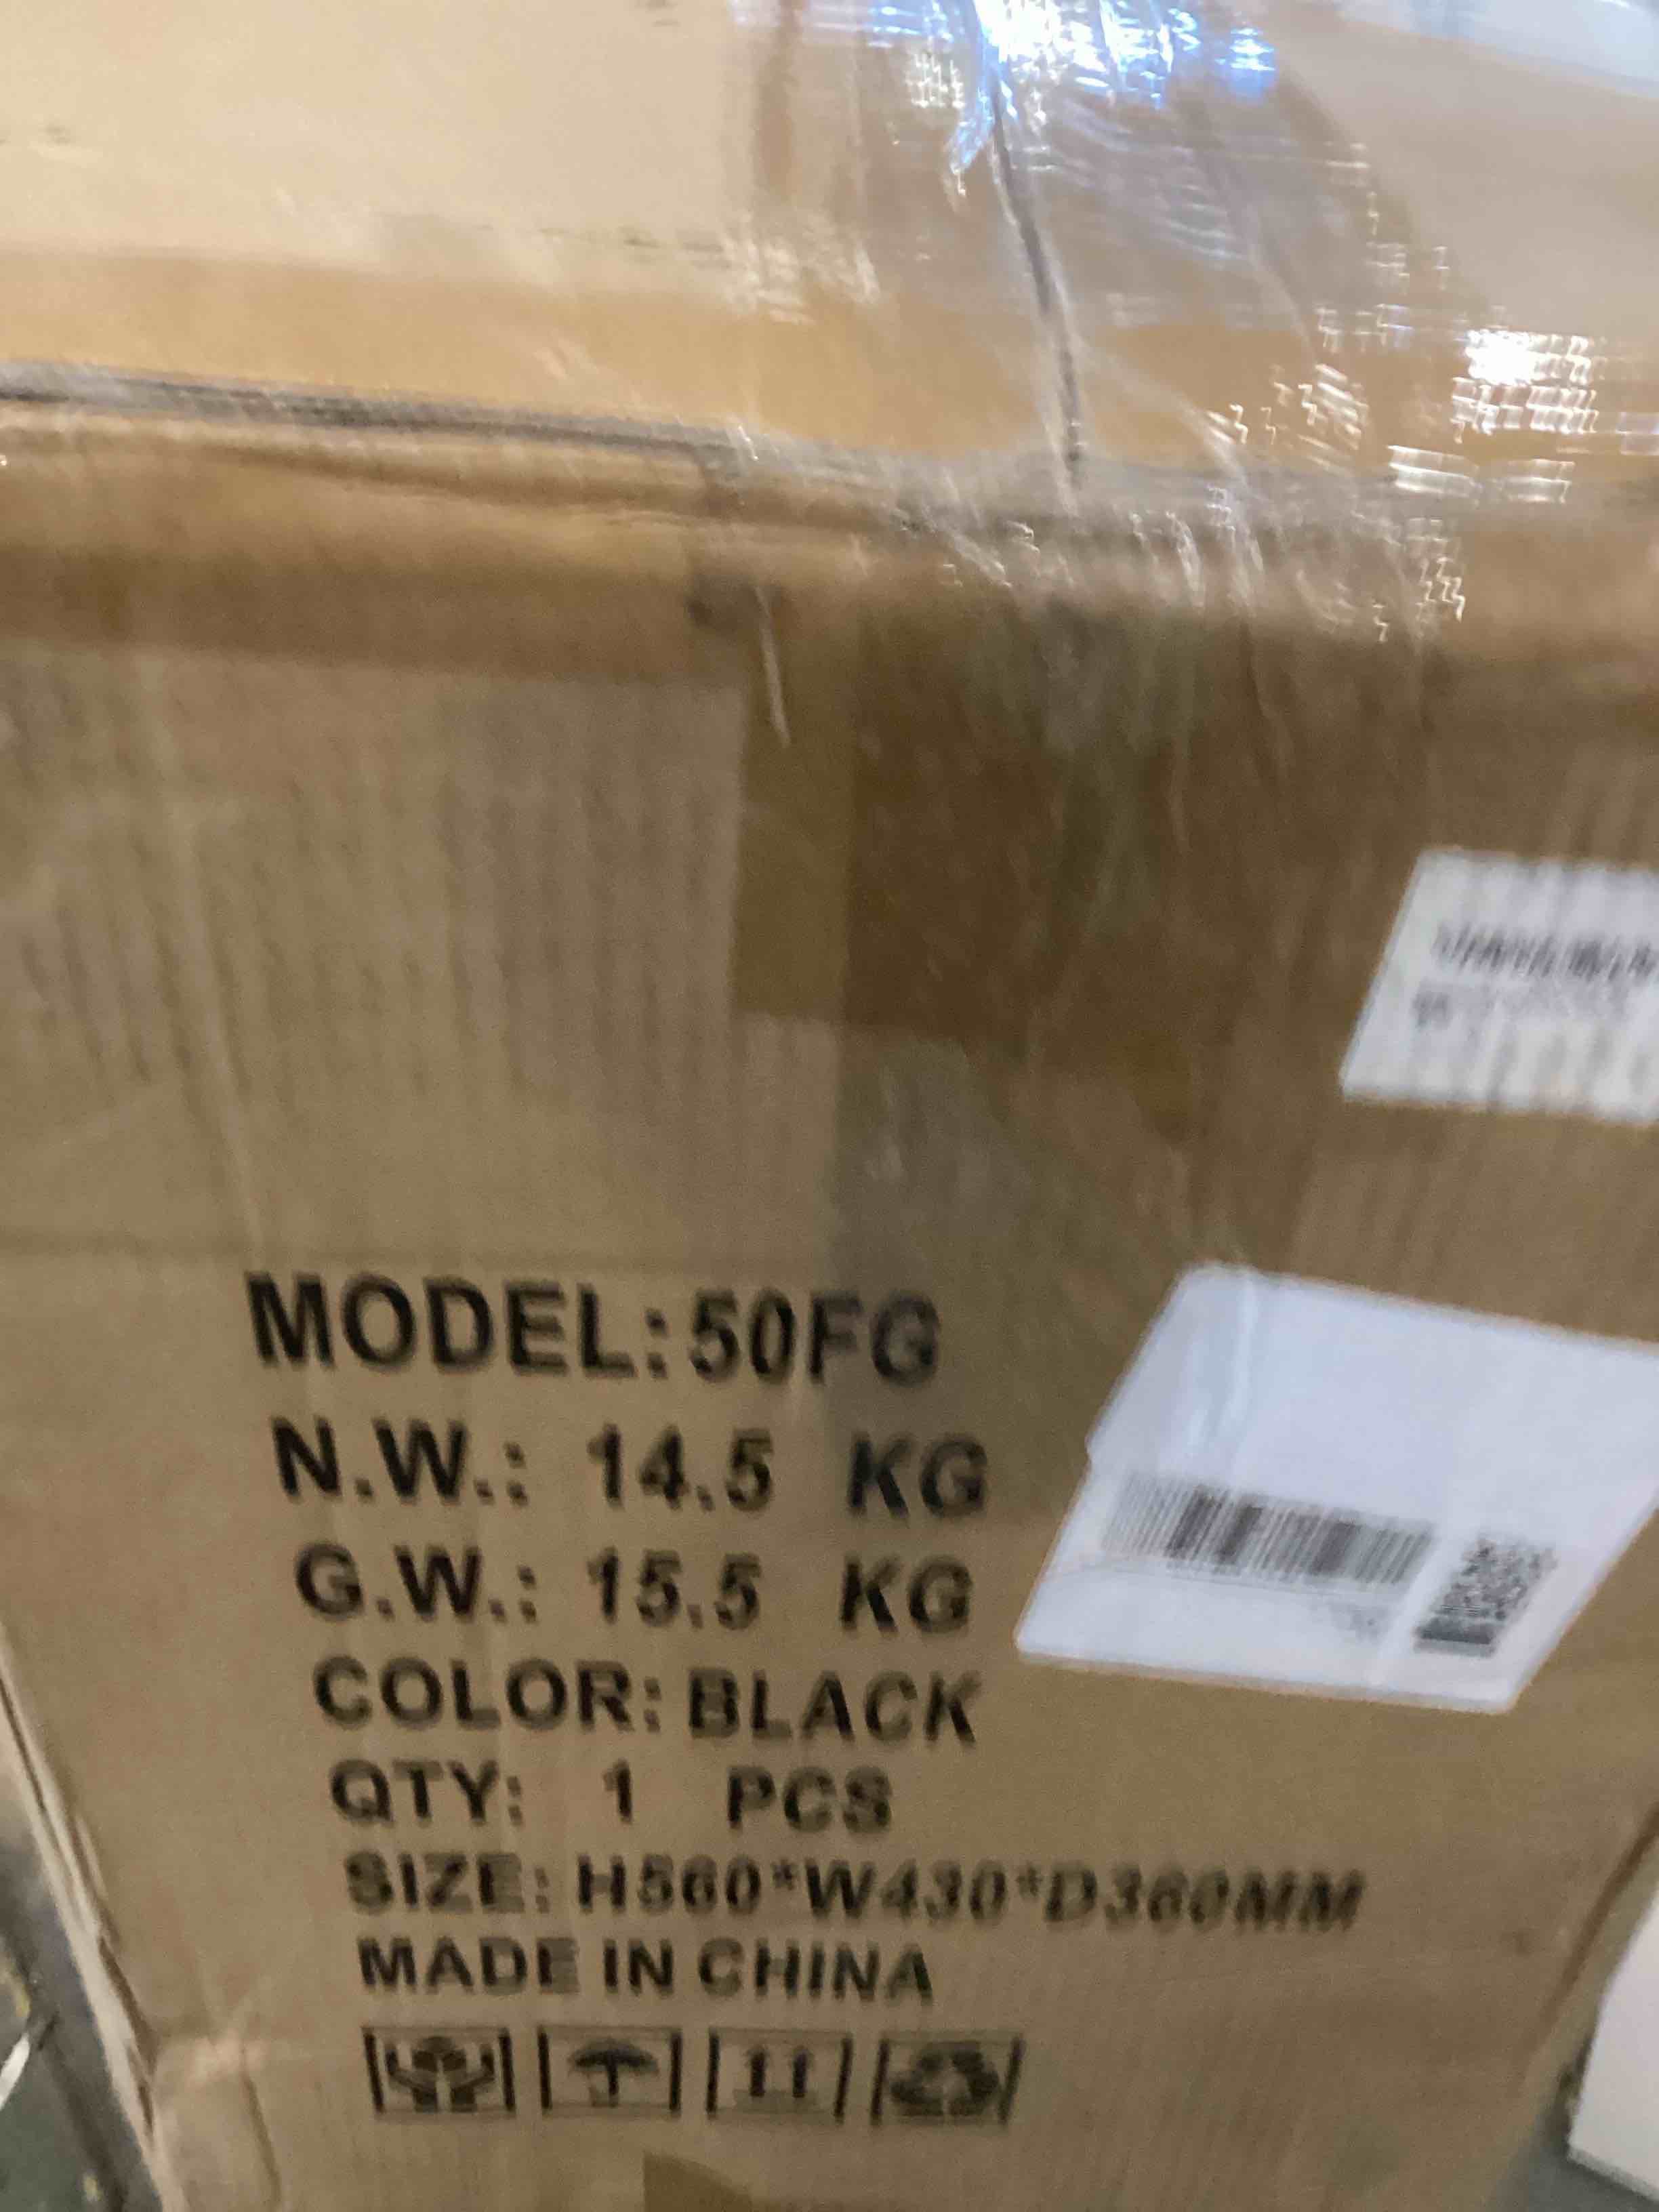 MODEL:50FG
N.W.: 14.5 KG
G.W.: 15.5 KG
COLOR: BLACK
QTY: 1 PCS
SIZE: H560*W430*D360MM
MADE IN CHINA